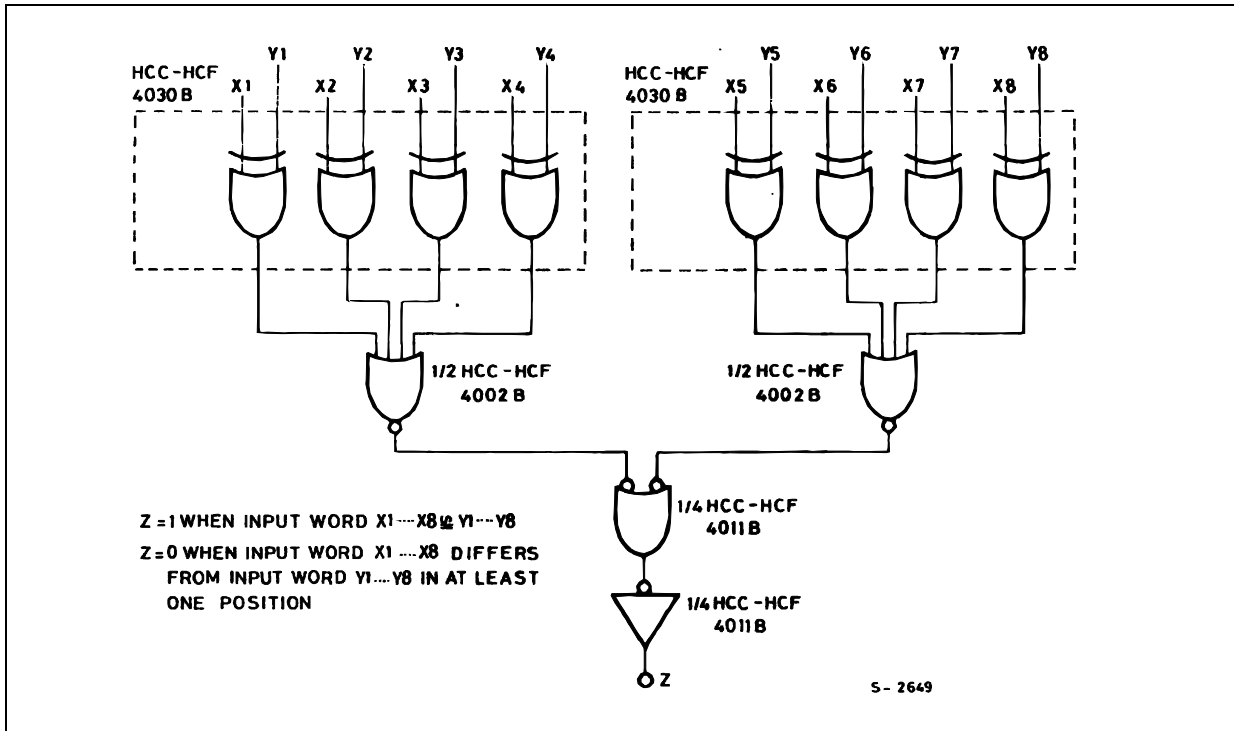 HCC-HCF
4030 B
X1 Y1 X2 Y2 X3 Y3 X4 Y4
HCC-HCF
4030 B
X5 Y5 X6 Y6 X7 Y7 X8 Y8
1/2 HCC-HCF
4002 B
1/2 HCC-HCF
4002 B
1/4 HCC-HCF
4011 B
Z = 1 WHEN INPUT WORD X1····X8 IS Y1···Y8
Z = 0 WHEN INPUT WORD X1 ····X8 DIFFERS
FROM INPUT WORD Y1....Y8 IN AT LEAST
ONE POSITION
1/4 HCC-HCF
4011 B
Z
S- 2649